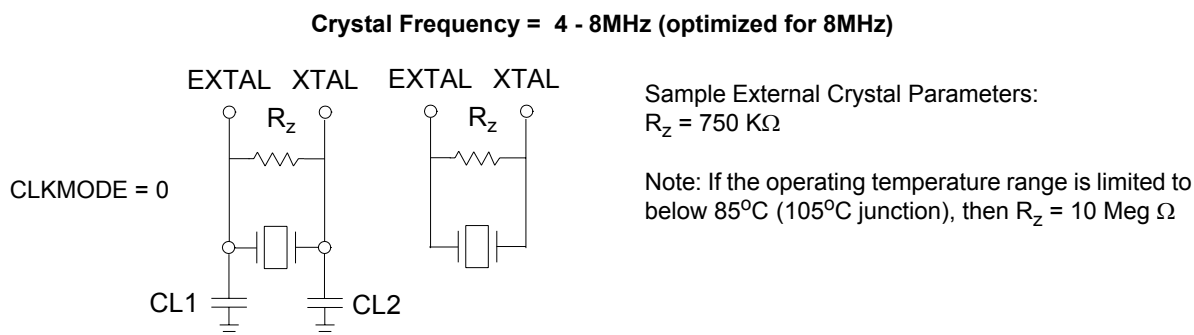 Crystal Frequency =  4 - 8MHz (optimized for 8MHz)
EXTAL XTAL EXTAL XTAL
Rz Rz
CLKMODE = 0
CL1 CL2
Sample External Crystal Parameters:
Rz = 750 KΩ
Note: If the operating temperature range is limited to
below 85oC (105oC junction), then Rz = 10 Meg Ω